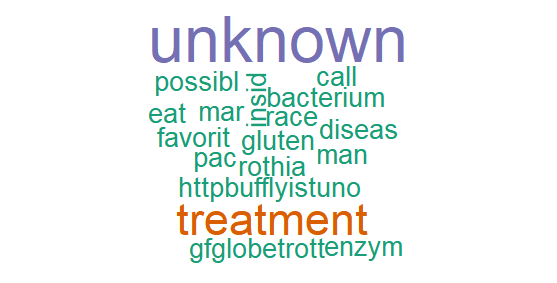 unknown
possibl insid call
bacterium
eat mar race
favorit gluten diseas
pac rothia man
httpbufflyistuno
treatment
gfglobetrottenzym